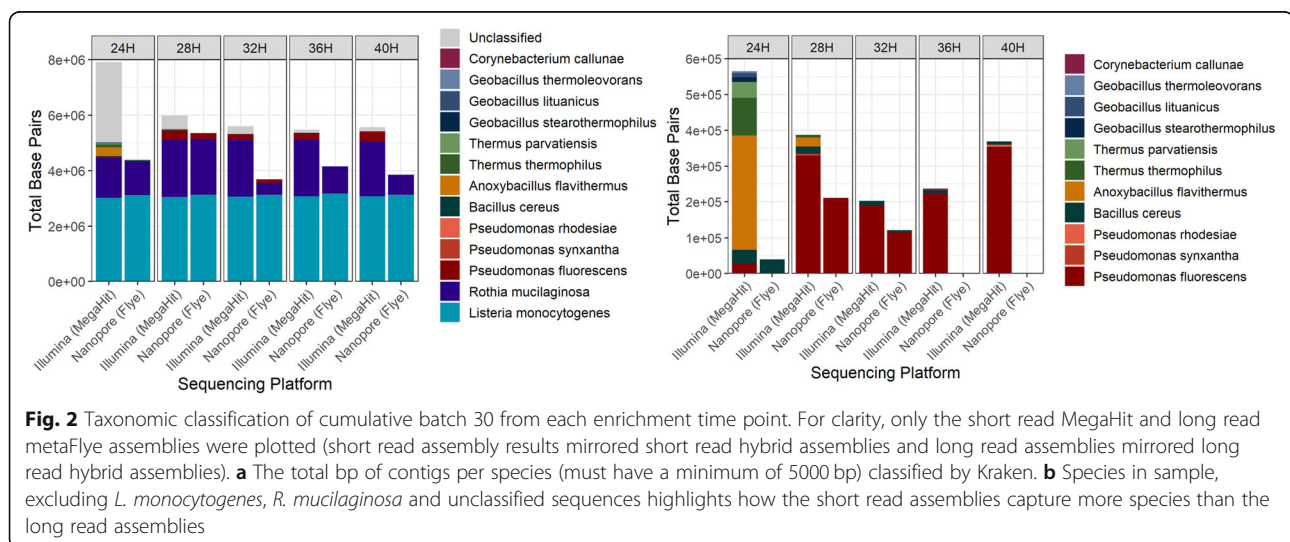 24H 28H 32H 36H 40H
8e+06
6e+06
4e+06
2e+06
0e+00
Total Base Pairs
Illumina (MegaHit)
Nanopore (Flye)
Illumina (MegaHit)
Nanopore (Flye)
Illumina (MegaHit)
Nanopore (Flye)
Illumina (MegaHit)
Nanopore (Flye)
Illumina (MegaHit)
Nanopore (Flye)
Sequencing Platform
Unclassified
Corynebacterium callunae
Geobacillus thermoleovorans
Geobacillus lituanicus
Geobacillus stearothermophilus
Thermus parvatiensis
Thermus thermophilus
Anoxybacillus flavithermus
Bacillus cereus
Pseudomonas rhodesiae
Pseudomonas synxantha
Pseudomonas fluorescens
Rothia mucilaginosa
Listeria monocytogenes
24H 28H 32H 36H 40H
6e+05
5e+05
4e+05
3e+05
2e+05
1e+05
0e+00
Total Base Pairs
Illumina (MegaHit)
Nanopore (Flye)
Illumina (MegaHit)
Nanopore (Flye)
Illumina (MegaHit)
Nanopore (Flye)
Illumina (MegaHit)
Nanopore (Flye)
Illumina (MegaHit)
Nanopore (Flye)
Sequencing Platform
Corynebacterium callunae
Geobacillus thermoleovorans
Geobacillus lituanicus
Geobacillus stearothermophilus
Thermus parvatiensis
Thermus thermophilus
Anoxybacillus flavithermus
Bacillus cereus
Pseudomonas rhodesiae
Pseudomonas synxantha
Pseudomonas fluorescens
Fig. 2 Taxonomic classification of cumulative batch 30 from each enrichment time point. For clarity, only the short read MegaHit and long read
metaFlye assemblies were plotted (short read assembly results mirrored short read hybrid assemblies and long read assemblies mirrored long
read hybrid assemblies). a The total bp of contigs per species (must have a minimum of 5000 bp) classified by Kraken. b Species in sample,
excluding L. monocytogenes, R. mucilaginosa and unclassified sequences highlights how the short read assemblies capture more species than the
long read assemblies